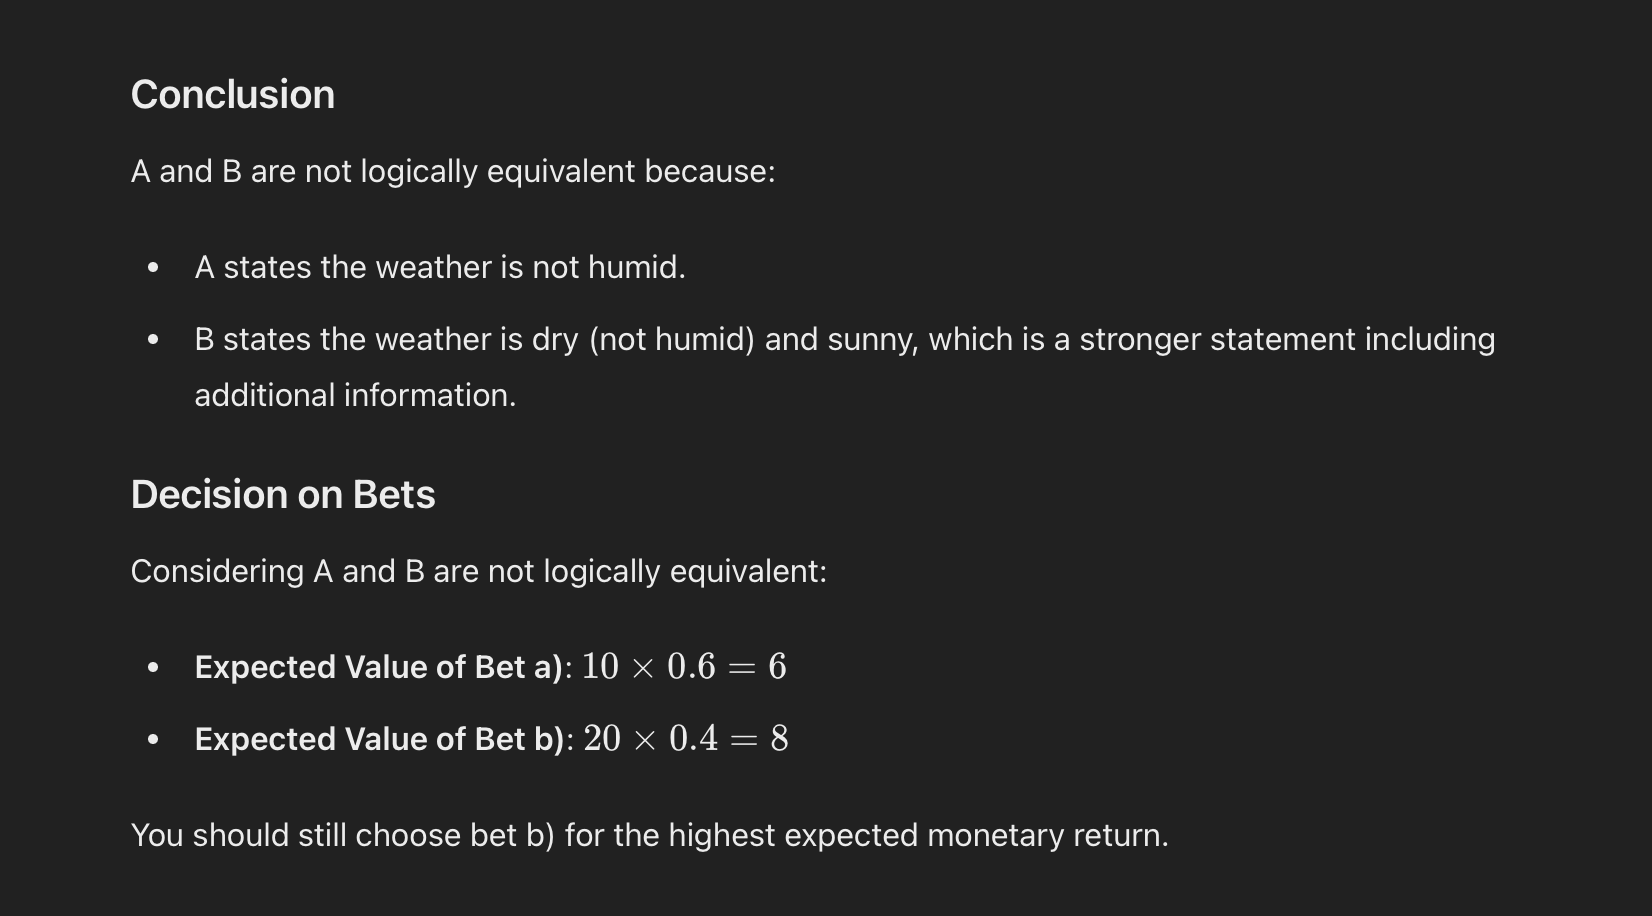 Conclusion
A and B are not logically equivalent because:
• A states the weather is not humid.
• B states the weather is dry (not humid) and sunny, which is a stronger statement including
additional information.
Decision on Bets
Considering A and B are not logically equivalent:
• Expected Value of Bet a): 10 × 0.6 = 6
• Expected Value of Bet b): 20 × 0.4 = 8
You should still choose bet b) for the highest expected monetary return.